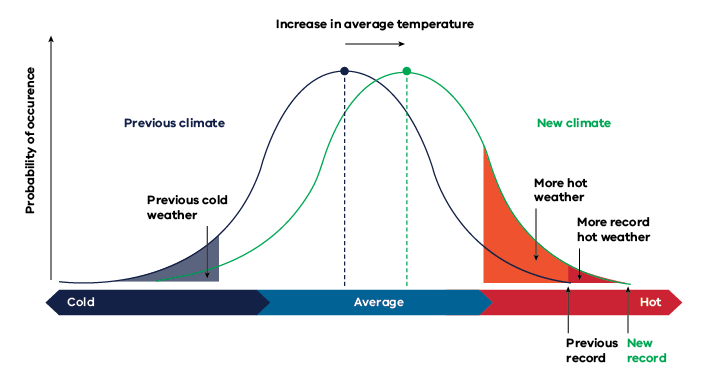 Increase in average temperature
Probability of occurence
Previous climate
New climate
Previous cold
weather
More hot
weather
More record
hot weather
Cold
Average
Hot
Previous
record
New
record